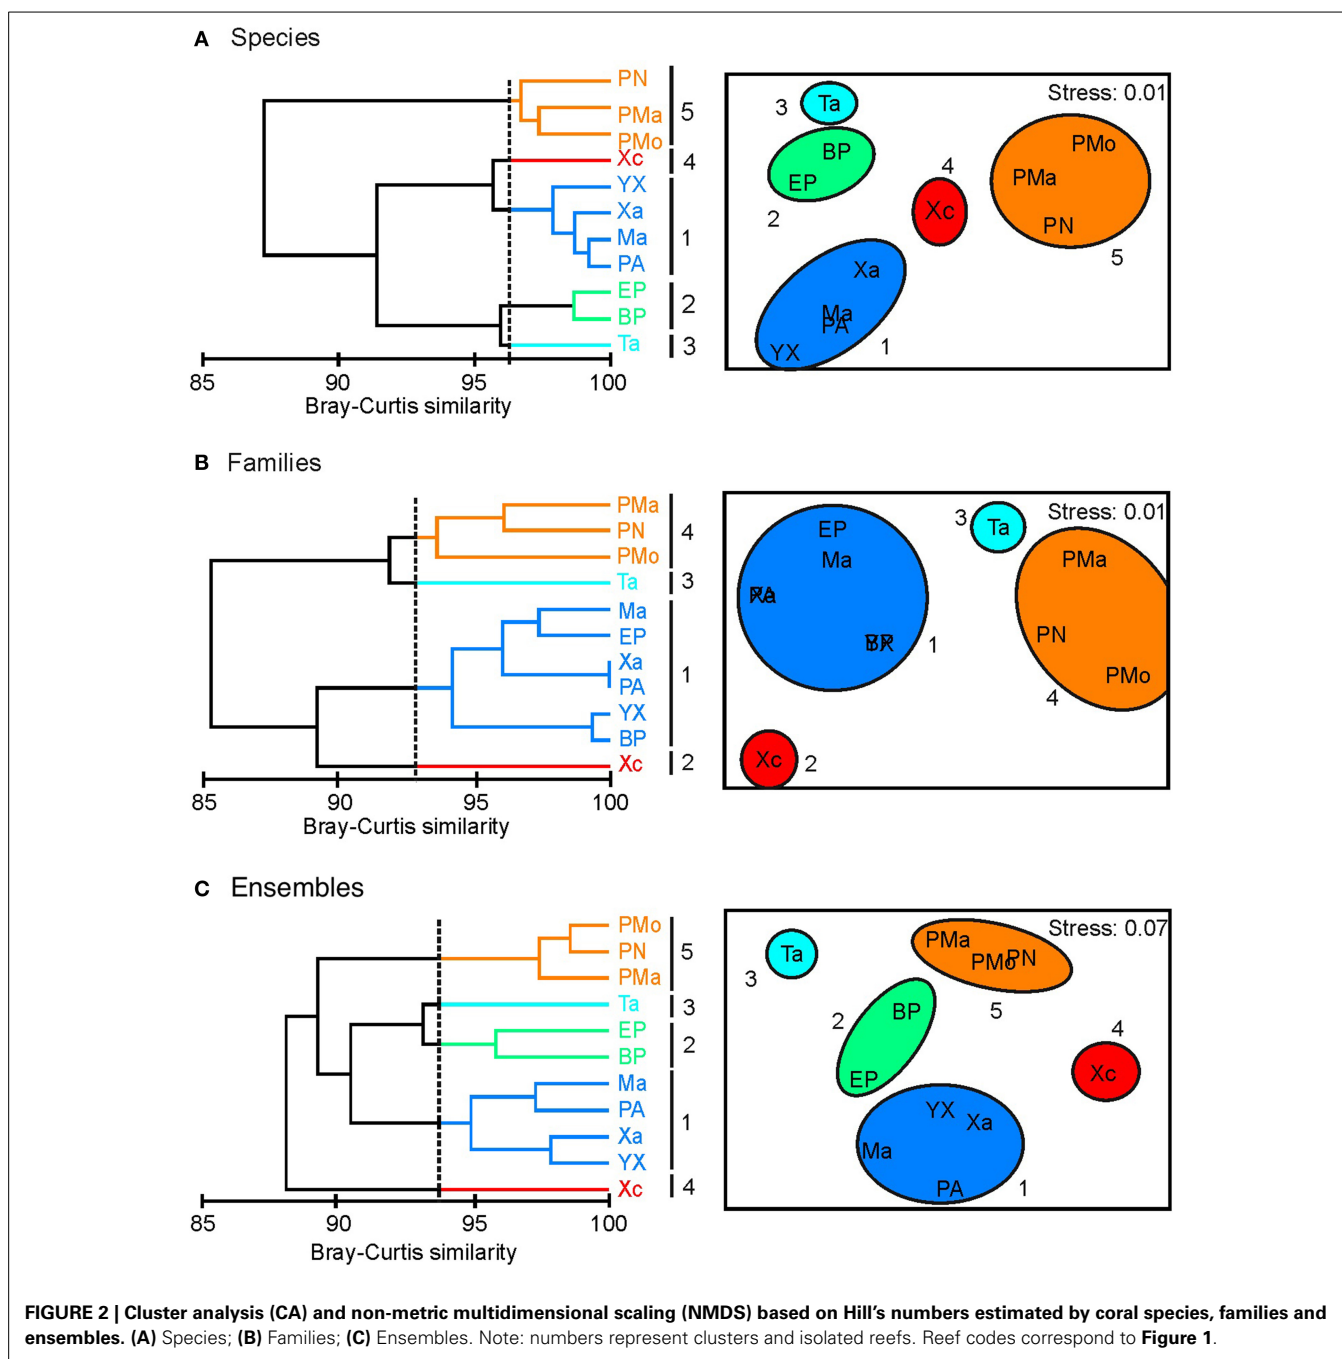 A Species
PN
PMa
PMo
Xc
YX
Xa
Ma
PA
EP
BP
Ta
5
4
1
2
3
85 90 95 100
Bray-Curtis similarity
Stress: 0.01
3 Ta
BP
EP
2
4
Xc
PMo
PMa
PN
5
Xa
Ma
PA
YX
1
B Families
PMa
PN
PMo
Ta
Ma
EP
Xa
PA
YX
BP
Xc
4
3
1
2
85 90 95 100
Bray-Curtis similarity
Stress: 0.01
3 Ta
EP
Ma
PA
Xa
BP
YX
1
PMa
PN
PMo
4
Xc 2
C Ensembles
PMo
PN
PMa
Ta
EP
BP
Ma
PA
Xa
YX
Xc
5
3
2
1
4
85 90 95 100
Bray-Curtis similarity
Stress: 0.07
Ta
3
PMa
PMo
PN
5
2
BP
EP
4
Xc
YX
Xa
Ma
PA
1
FIGURE 2 | Cluster analysis (CA) and non-metric multidimensional scaling (NMDS) based on Hill's numbers estimated by coral species, families and
ensembles. (A) Species; (B) Families; (C) Ensembles. Note: numbers represent clusters and isolated reefs. Reef codes correspond to Figure 1.